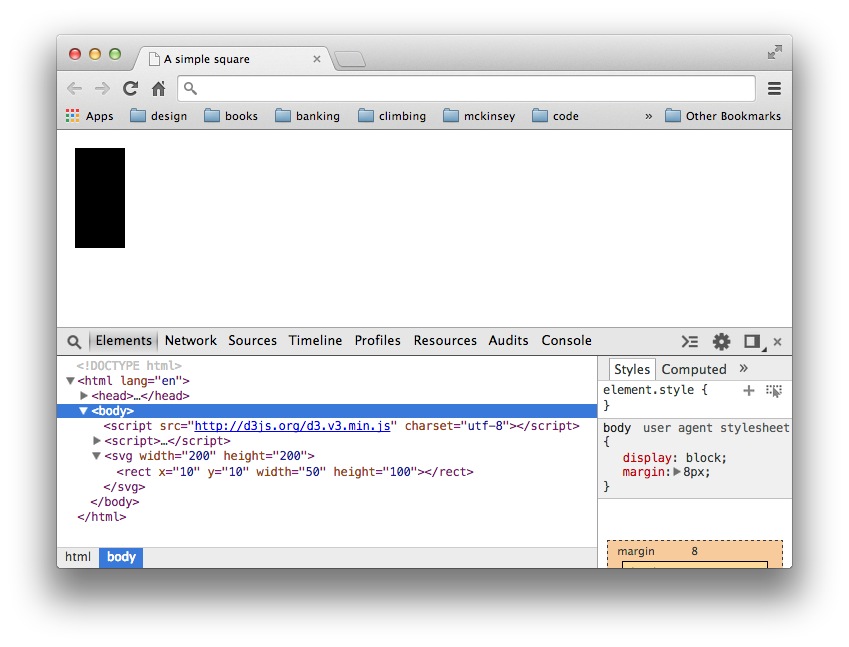 A simple square
Apps design books banking climbing mckinsey code » Other Bookmarks
Elements Network Sources Timeline Profiles Resources Audits Console
<!DOCTYPE html>
<html lang="en">
<head>…</head>
<body>
<script src="http://d3js.org/d3.v3.min.js" charset="utf-8"></script>
<script>…</script>
<svg width="200" height="200">
<rect x="10" y="10" width="50" height="100"></rect>
</svg>
</body>
</html>
html body
Styles Computed »
element.style {
}
body user agent stylesheet
{
display: block;
margin: 8px;
}
margin 8